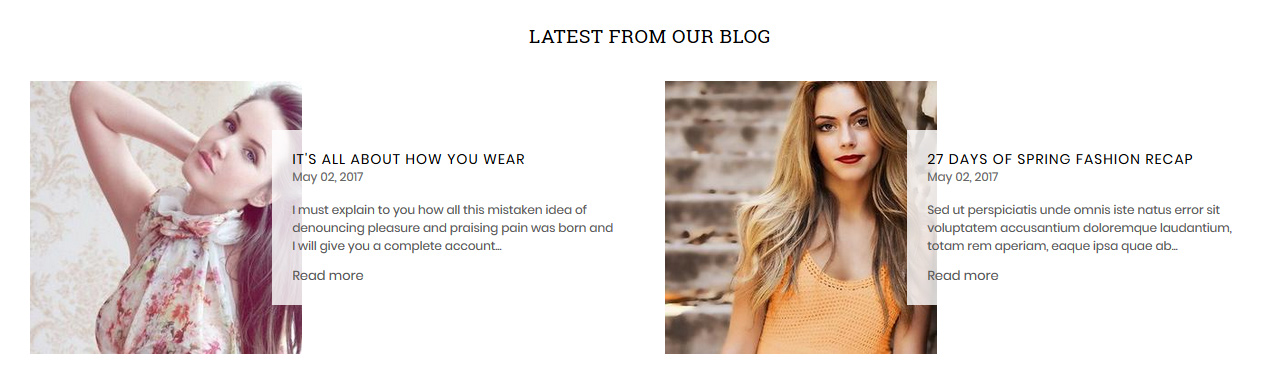 LATEST FROM OUR BLOG
IT'S ALL ABOUT HOW YOU WEAR
May 02, 2017
I must explain to you how all this mistaken idea of
denouncing pleasure and praising pain was born and
I will give you a complete account...
Read more
27 DAYS OF SPRING FASHION RECAP
May 02, 2017
Sed ut perspiciatis unde omnis iste natus error sit
voluptatem accusantium doloremque laudantium,
totam rem aperiam, eaque ipsa quae ab...
Read more